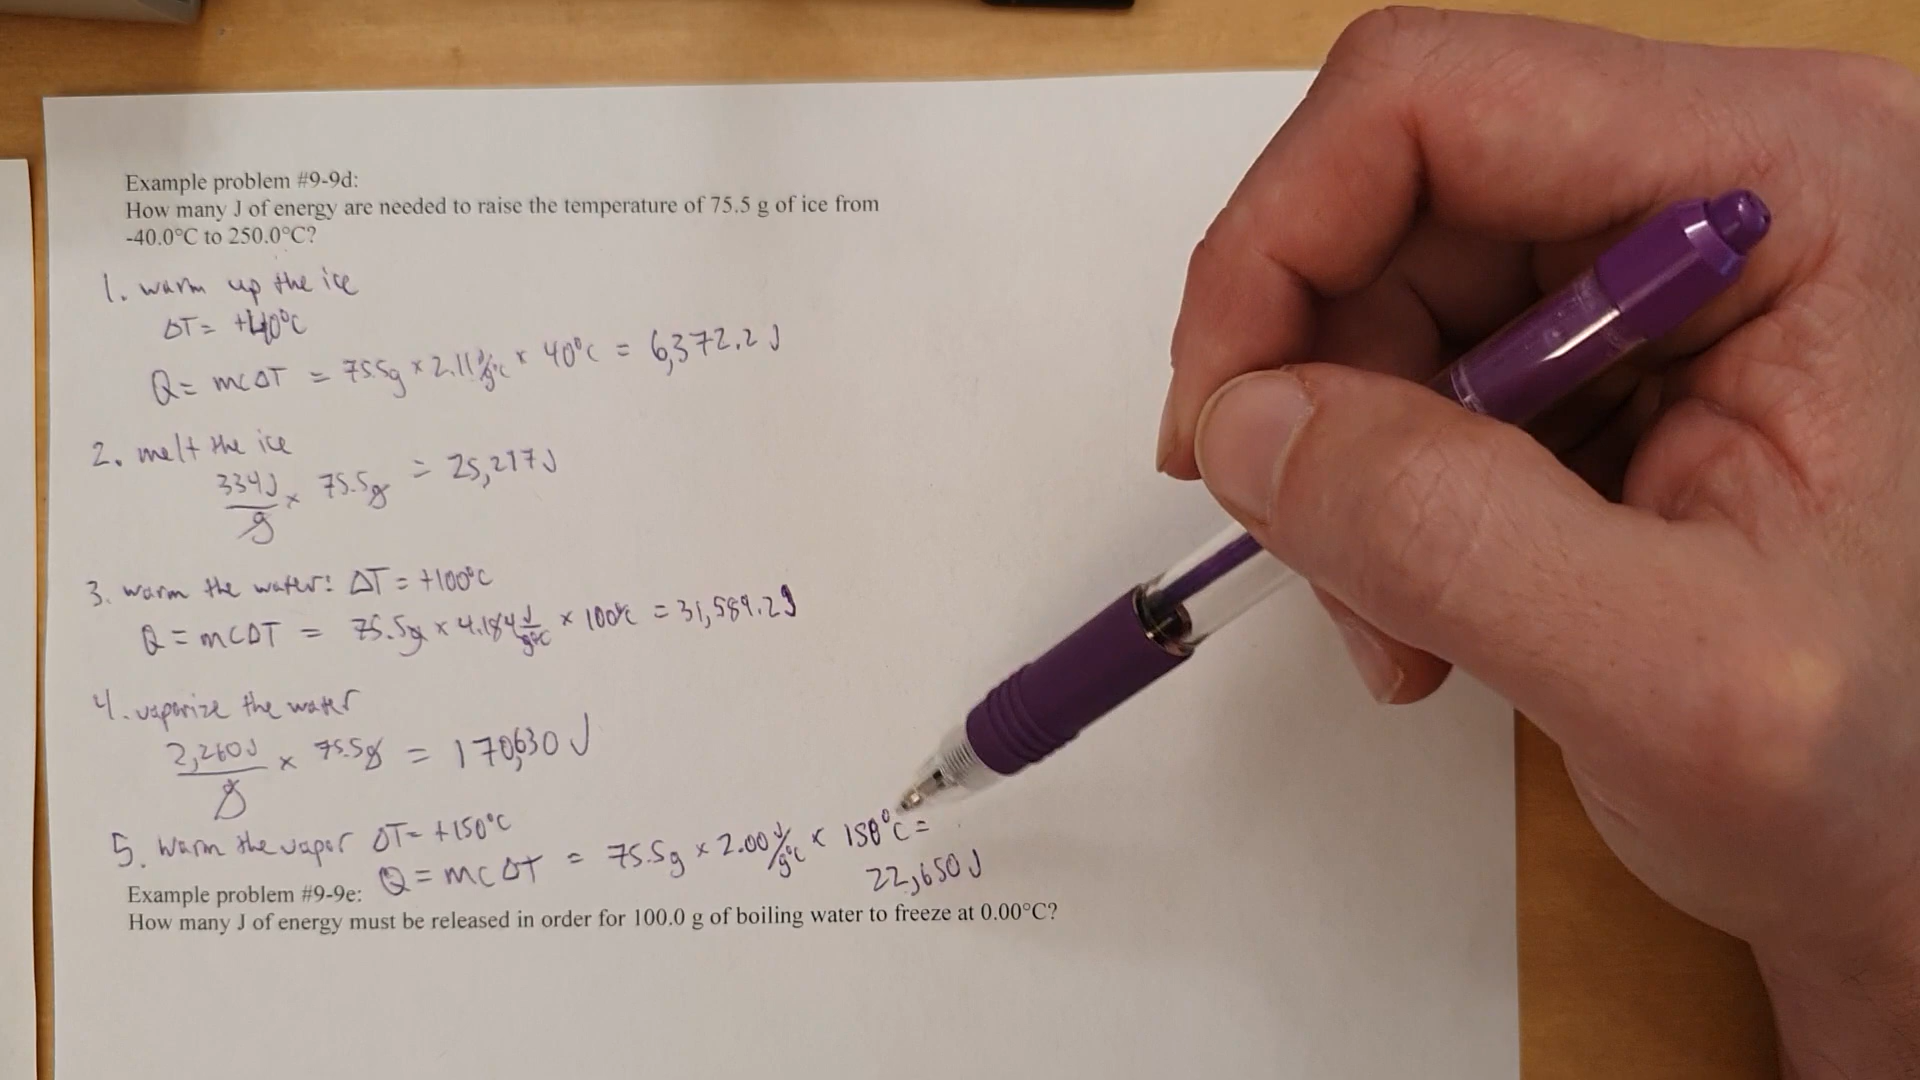 Example problem #9-9d:
How many J of energy are needed to raise the temperature of 75.5 g of ice from
-40.0°C to 250.0°C?
1. warm up the ice
ΔT= +40°C
Q= mCΔT = 75.5g × 2.11 J/g°C × 40°C = 6,372.2 J
2. melt the ice
334J/g × 75.5g = 25,217J
3. warm the water: ΔT = +100°C
Q = mCΔT = 75.5g × 4.184 J/g°C × 100°C = 31,589.2J
4. vaporize the water
2,260J/g × 75.5g = 170,630 J
5. warm the vapor ΔT= +150°C
Q = mCΔT = 75.5g × 2.00 J/g°C × 150°C =
22,650 J
Example problem #9-9e:
How many J of energy must be released in order for 100.0 g of boiling water to freeze at 0.00°C?